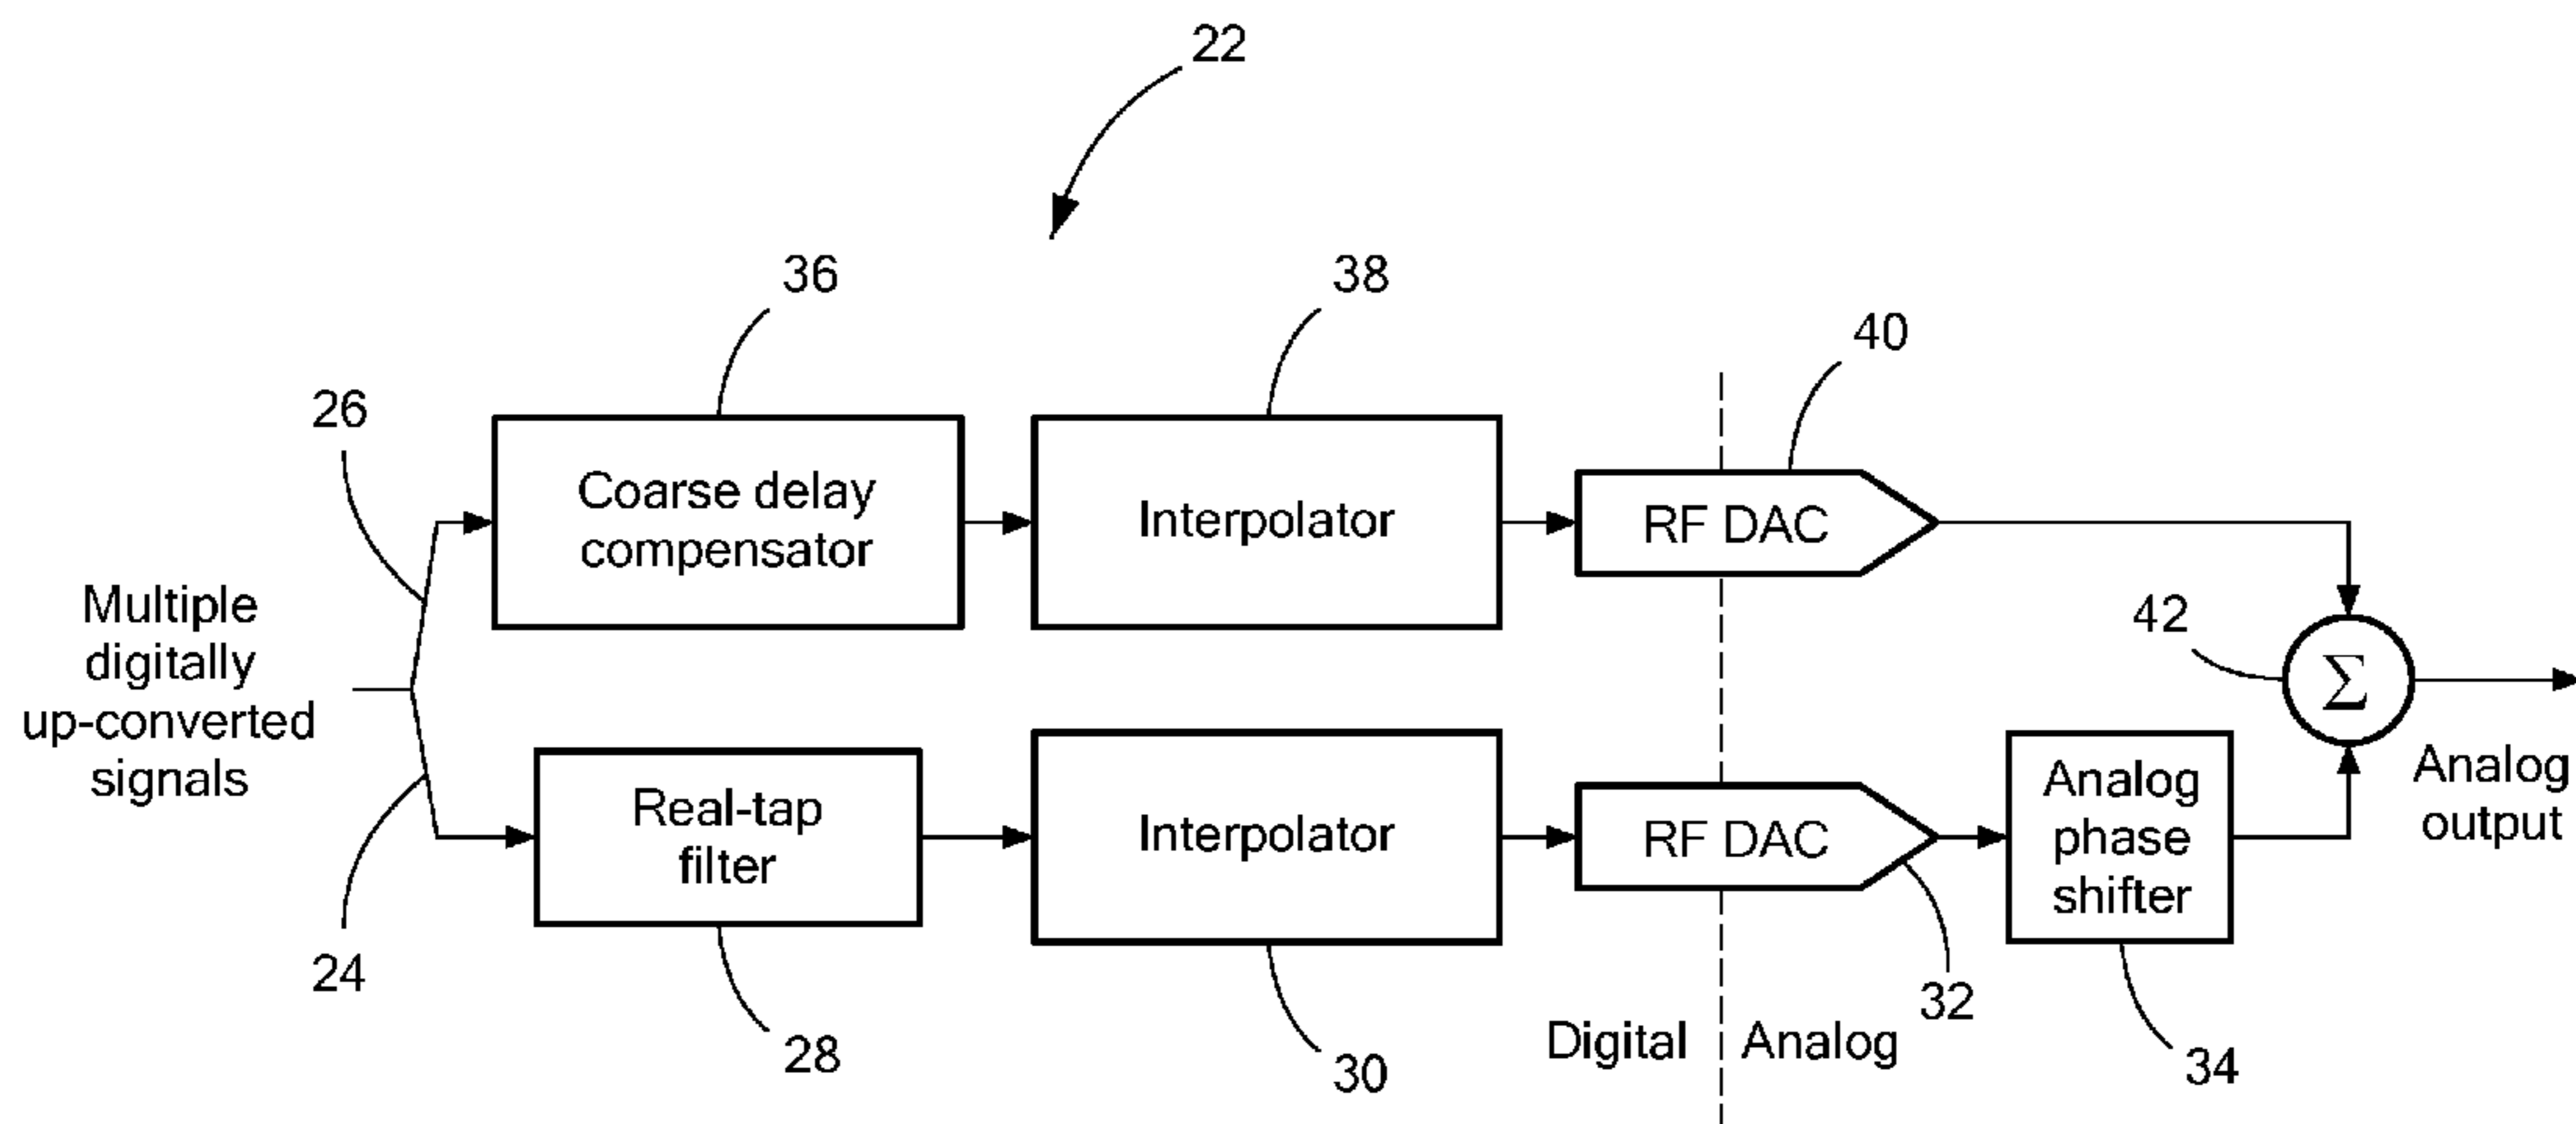 22
36
38
40
26
Coarse delay
compensator
Interpolator
RF DAC
Multiple
digitally
up-converted
signals
42
Σ
Real-tap
filter
Interpolator
RF DAC
Analog
phase
shifter
Analog
output
24
28
30
32
34
Digital
Analog